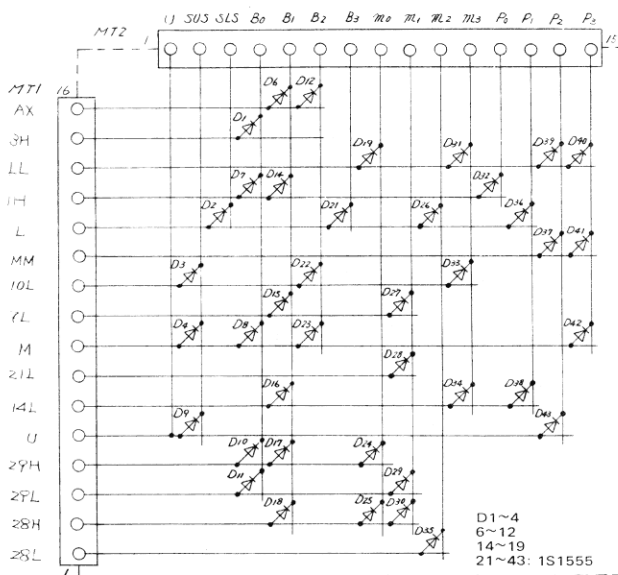 U SUS SLS B0 B1 B2 B3 M0 M1 M2 M3 P0 P1 P2 P3
MT2 1 15
MT1 16
D6 D12
AX
D1
3H
D19 D31 D39 D40
LL
D7 D14 D32
1H
D2 D21 D26 D36
L
D37 D41
MM
D3 D22 D33
10L
D15 D27
7L
D4 D8 D23 D42
M
D28
21L
D16 D34 D38
14L
D9 D43
U
D10 D17 D24
29H
D11 D29
29L
D18 D25 D30
28H
D35
28L
1
D1~4
6~12
14~19
21~43: 1S1555